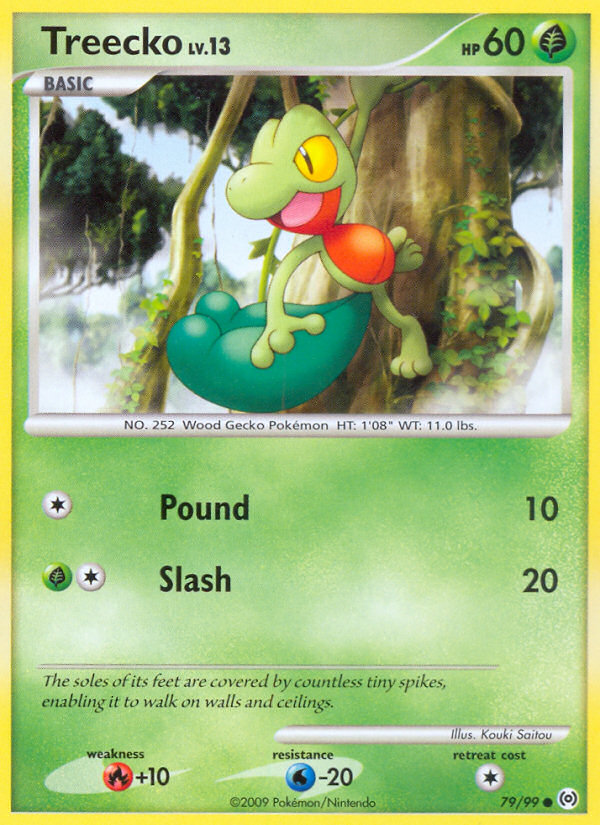 Treecko LV.13 HP 60
BASIC
NO. 252 Wood Gecko Pokémon HT: 1'08" WT: 11.0 lbs.
Pound 10
Slash 20
The soles of its feet are covered by countless tiny spikes,
enabling it to walk on walls and ceilings.
Illus. Kouki Saitou
weakness resistance retreat cost
+10 -20
©2009 Pokémon/Nintendo 79/99